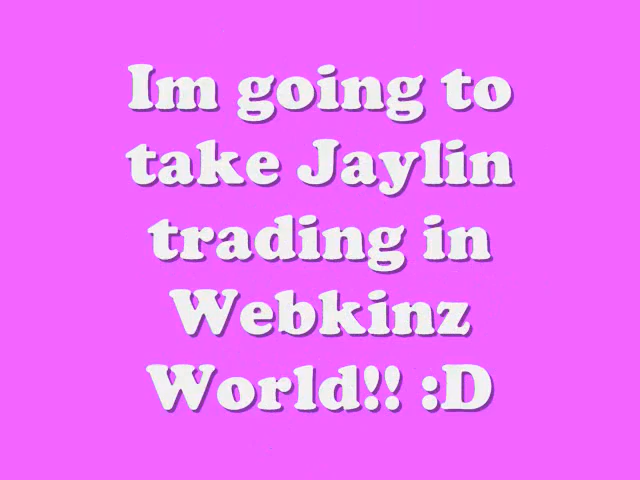 Im going to
take Jaylin
trading in
Webkinz
World!! :D